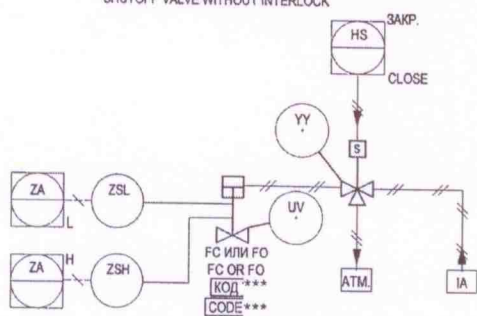 SHUTOFF VALVE WITHOUT INTERLOCK
ЗАКР.
HS
CLOSE
YY
S
ZA
ZSL
L
UV
ZA
H
ZSH
FC ИЛИ FO
FC OR FO
КОД ***
CODE ***
ATM.
IA